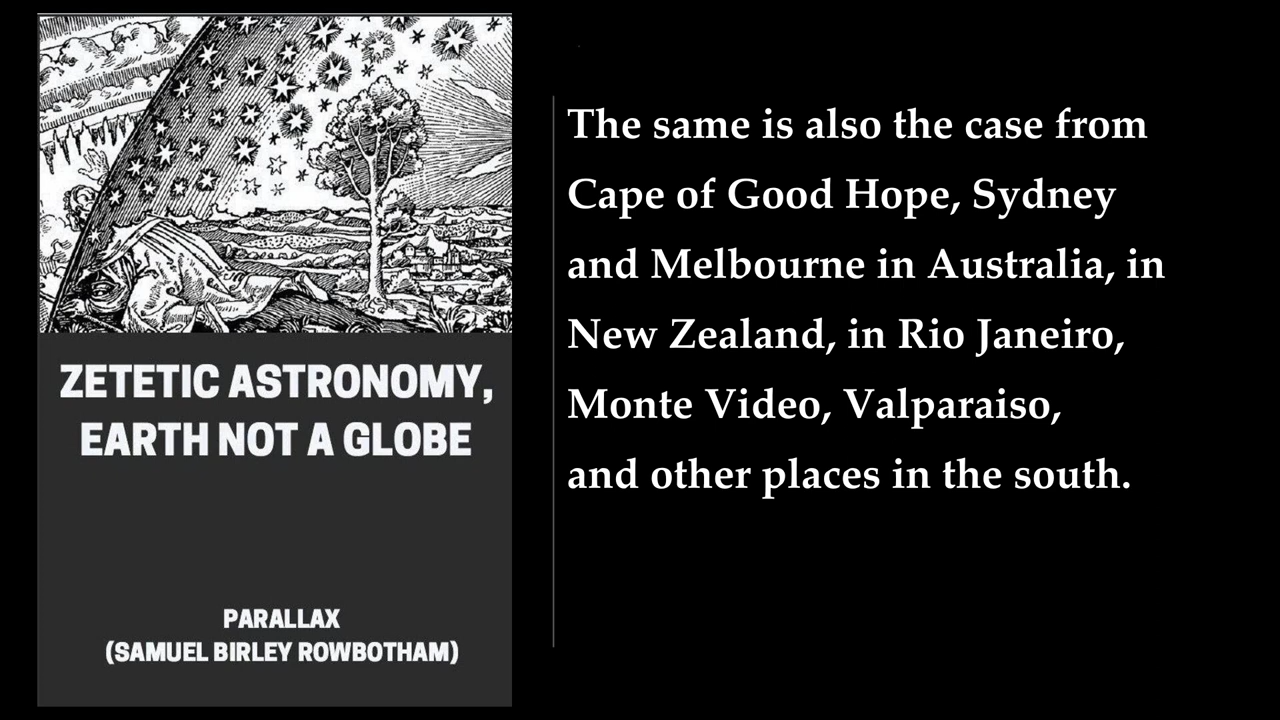 ZETETIC ASTRONOMY,
EARTH NOT A GLOBE
PARALLAX
(SAMUEL BIRLEY ROWBOTHAM)
The same is also the case from
Cape of Good Hope, Sydney
and Melbourne in Australia, in
New Zealand, in Rio Janeiro,
Monte Video, Valparaiso,
and other places in the south.